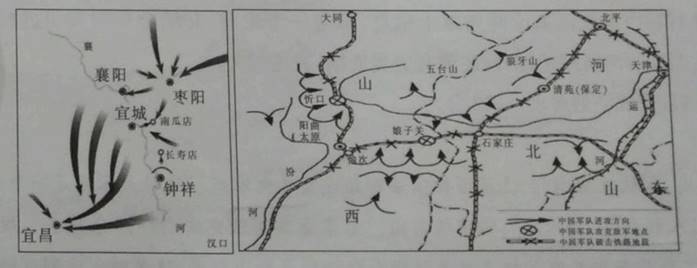 襄
襄阳
枣阳
宜城
南瓜店
长寿店
钟祥
宜昌
河
汉口
大同
北平
五台山
狼牙山
河
天津
山
忻口
清苑(保定)
运
阳曲
太原
娘子关
石家庄
榆次
北
河
汾
山东
河
西
中国军队进攻方向
中国军队攻克敌军地点
中国军队破击铁路地段